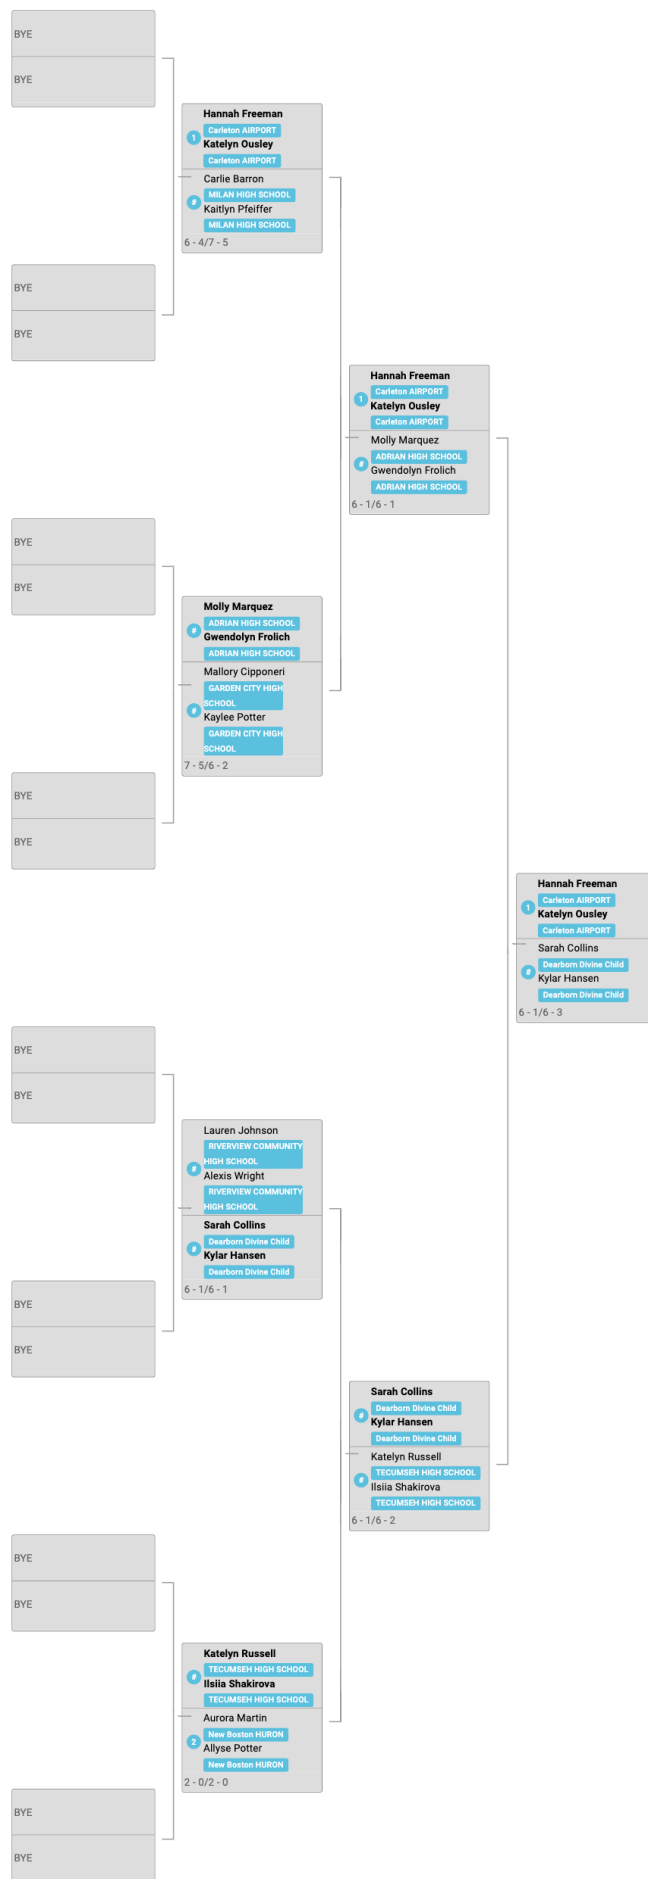 BYE
BYE
Hannah Freeman
1
Carleton AIRPORT
Katelyn Ousley
Carleton AIRPORT
Carlie Barron
#
MILAN HIGH SCHOOL
Kaitlyn Pfeiffer
MILAN HIGH SCHOOL
6 - 4/7 - 5
BYE
BYE
Hannah Freeman
1
Carleton AIRPORT
Katelyn Ousley
Carleton AIRPORT
Molly Marquez
#
ADRIAN HIGH SCHOOL
Gwendolyn Frolich
ADRIAN HIGH SCHOOL
6 - 1/6 - 1
BYE
BYE
Molly Marquez
#
ADRIAN HIGH SCHOOL
Gwendolyn Frolich
ADRIAN HIGH SCHOOL
Mallory Cipponeri
#
GARDEN CITY HIGH
SCHOOL
Kaylee Potter
GARDEN CITY HIGH
SCHOOL
7 - 5/6 - 2
BYE
BYE
Hannah Freeman
1
Carleton AIRPORT
Katelyn Ousley
Carleton AIRPORT
Sarah Collins
#
Dearborn Divine Child
Kylar Hansen
Dearborn Divine Child
6 - 1/6 - 3
BYE
BYE
Lauren Johnson
#
RIVERVIEW COMMUNITY
HIGH SCHOOL
Alexis Wright
RIVERVIEW COMMUNITY
HIGH SCHOOL
Sarah Collins
#
Dearborn Divine Child
Kylar Hansen
Dearborn Divine Child
6 - 1/6 - 1
BYE
BYE
Sarah Collins
#
Dearborn Divine Child
Kylar Hansen
Dearborn Divine Child
Katelyn Russell
#
TECUMSEH HIGH SCHOOL
Ilsiia Shakirova
TECUMSEH HIGH SCHOOL
6 - 1/6 - 2
BYE
BYE
Katelyn Russell
#
TECUMSEH HIGH SCHOOL
Ilsiia Shakirova
TECUMSEH HIGH SCHOOL
Aurora Martin
2
New Boston HURON
Allyse Potter
New Boston HURON
2 - 0/2 - 0
BYE
BYE